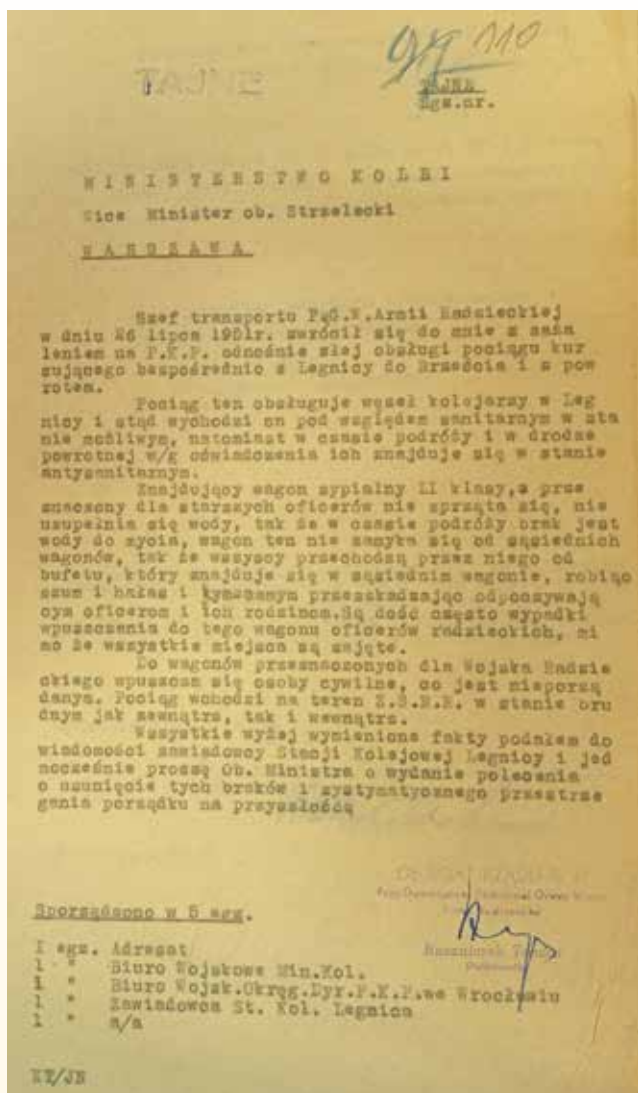 110
TAJNE
Egz.nr.
MINISTERSTWO KOLEI
Vice Minister ob. Strzelecki
WARSZAWA
Szef transportu P.G.W.Armii Radzieckiej
w dniu 26 lipca 1951r. zwrócił się do mnie z zaża
leniem na P.K.P. odnośnie złej obsługi pociągu kur
sującego bezpośrednio z Legnicy do Brześcia i z pow
rotem.
Pociąg ten obsługuje węzeł kolejarzy w Leg
nicy i stąd wychodzi on pod względem sanitarnym w sta
nie możliwym, natomiast w czasie podróży i w drodze
powrotnej w/g oświadczenia ich znajduje się w stanie
antysanitarnym.
Znajdujący wagon sypialny II klasy, a prze
znaczony dla starszych oficerów nie sprząta się, nie
uzupełnia się wody, tak że w czasie podróży brak jest
wody do mycia, wagon ten nie zamyka się od sąsiednich
wagonów, tak że wszyscy przechodzą przez niego od
bufetu, który znajduje się w sąsiednim wagonie, robiąc
szum i hałas i tymsamym przeszkadzając odpoczywają
cym oficerom i ich rodzinom.Są dość często wypadki
wpuszczenia do tego wagonu oficerów radzieckich, mi
mo że wszystkie miejsca są zajęte.
Do wagonów przeznaczonych dla Wojska Radzie
ckiego wpuszcza się osoby cywilne, co jest nieporzą
danym. Pociąg wchodzi na teren Z.S.R.R. w stanie bru
dnym jak zewnątrz, tak i wewnątrz.
Wszystkie wyżej wymienione fakty podałem do
wiadomości zawiadowcy Stacji Kolejowej Legnicy i jed
nocześnie proszę Ob. Ministra o wydanie polecenia
o usunięcie tych braków i systematycznego przestrze
gania porządku na przyszłość
Sporządzono w 5 egz.
I egz. Adresat
1 " Biuro Wojskowe Min.Kol.
1 " Biuro Wojsk.Okręg.Dyr.P.K.P.we Wrocławiu
1 " Zawiadowca St. Kol. Legnica
1 " a/a
KT/JN